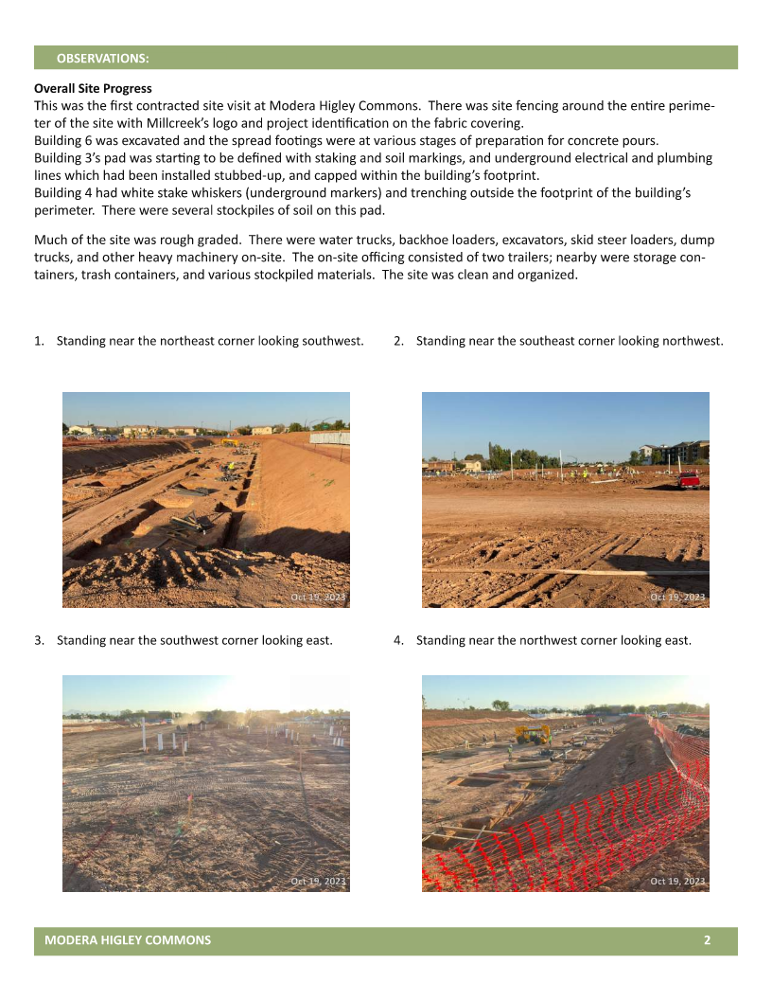 OBSERVATIONS:
Overall Site Progress
This was the first contracted site visit at Modera Higley Commons.  There was site fencing around the entire perime-
ter of the site with Millcreek’s logo and project identification on the fabric covering.
Building 6 was excavated and the spread footings were at various stages of preparation for concrete pours.
Building 3’s pad was starting to be defined with staking and soil markings, and underground electrical and plumbing
lines which had been installed stubbed-up, and capped within the building’s footprint.
Building 4 had white stake whiskers (underground markers) and trenching outside the footprint of the building’s
perimeter.  There were several stockpiles of soil on this pad.
Much of the site was rough graded.  There were water trucks, backhoe loaders, excavators, skid steer loaders, dump
trucks, and other heavy machinery on-site.  The on-site officing consisted of two trailers; nearby were storage con-
tainers, trash containers, and various stockpiled materials.  The site was clean and organized.
1. Standing near the northeast corner looking southwest.
2. Standing near the southeast corner looking northwest.
Oct 19, 2023
Oct 19, 2023
3. Standing near the southwest corner looking east.
4. Standing near the northwest corner looking east.
Oct 19, 2023
Oct 19, 2023
MODERA HIGLEY COMMONS 2